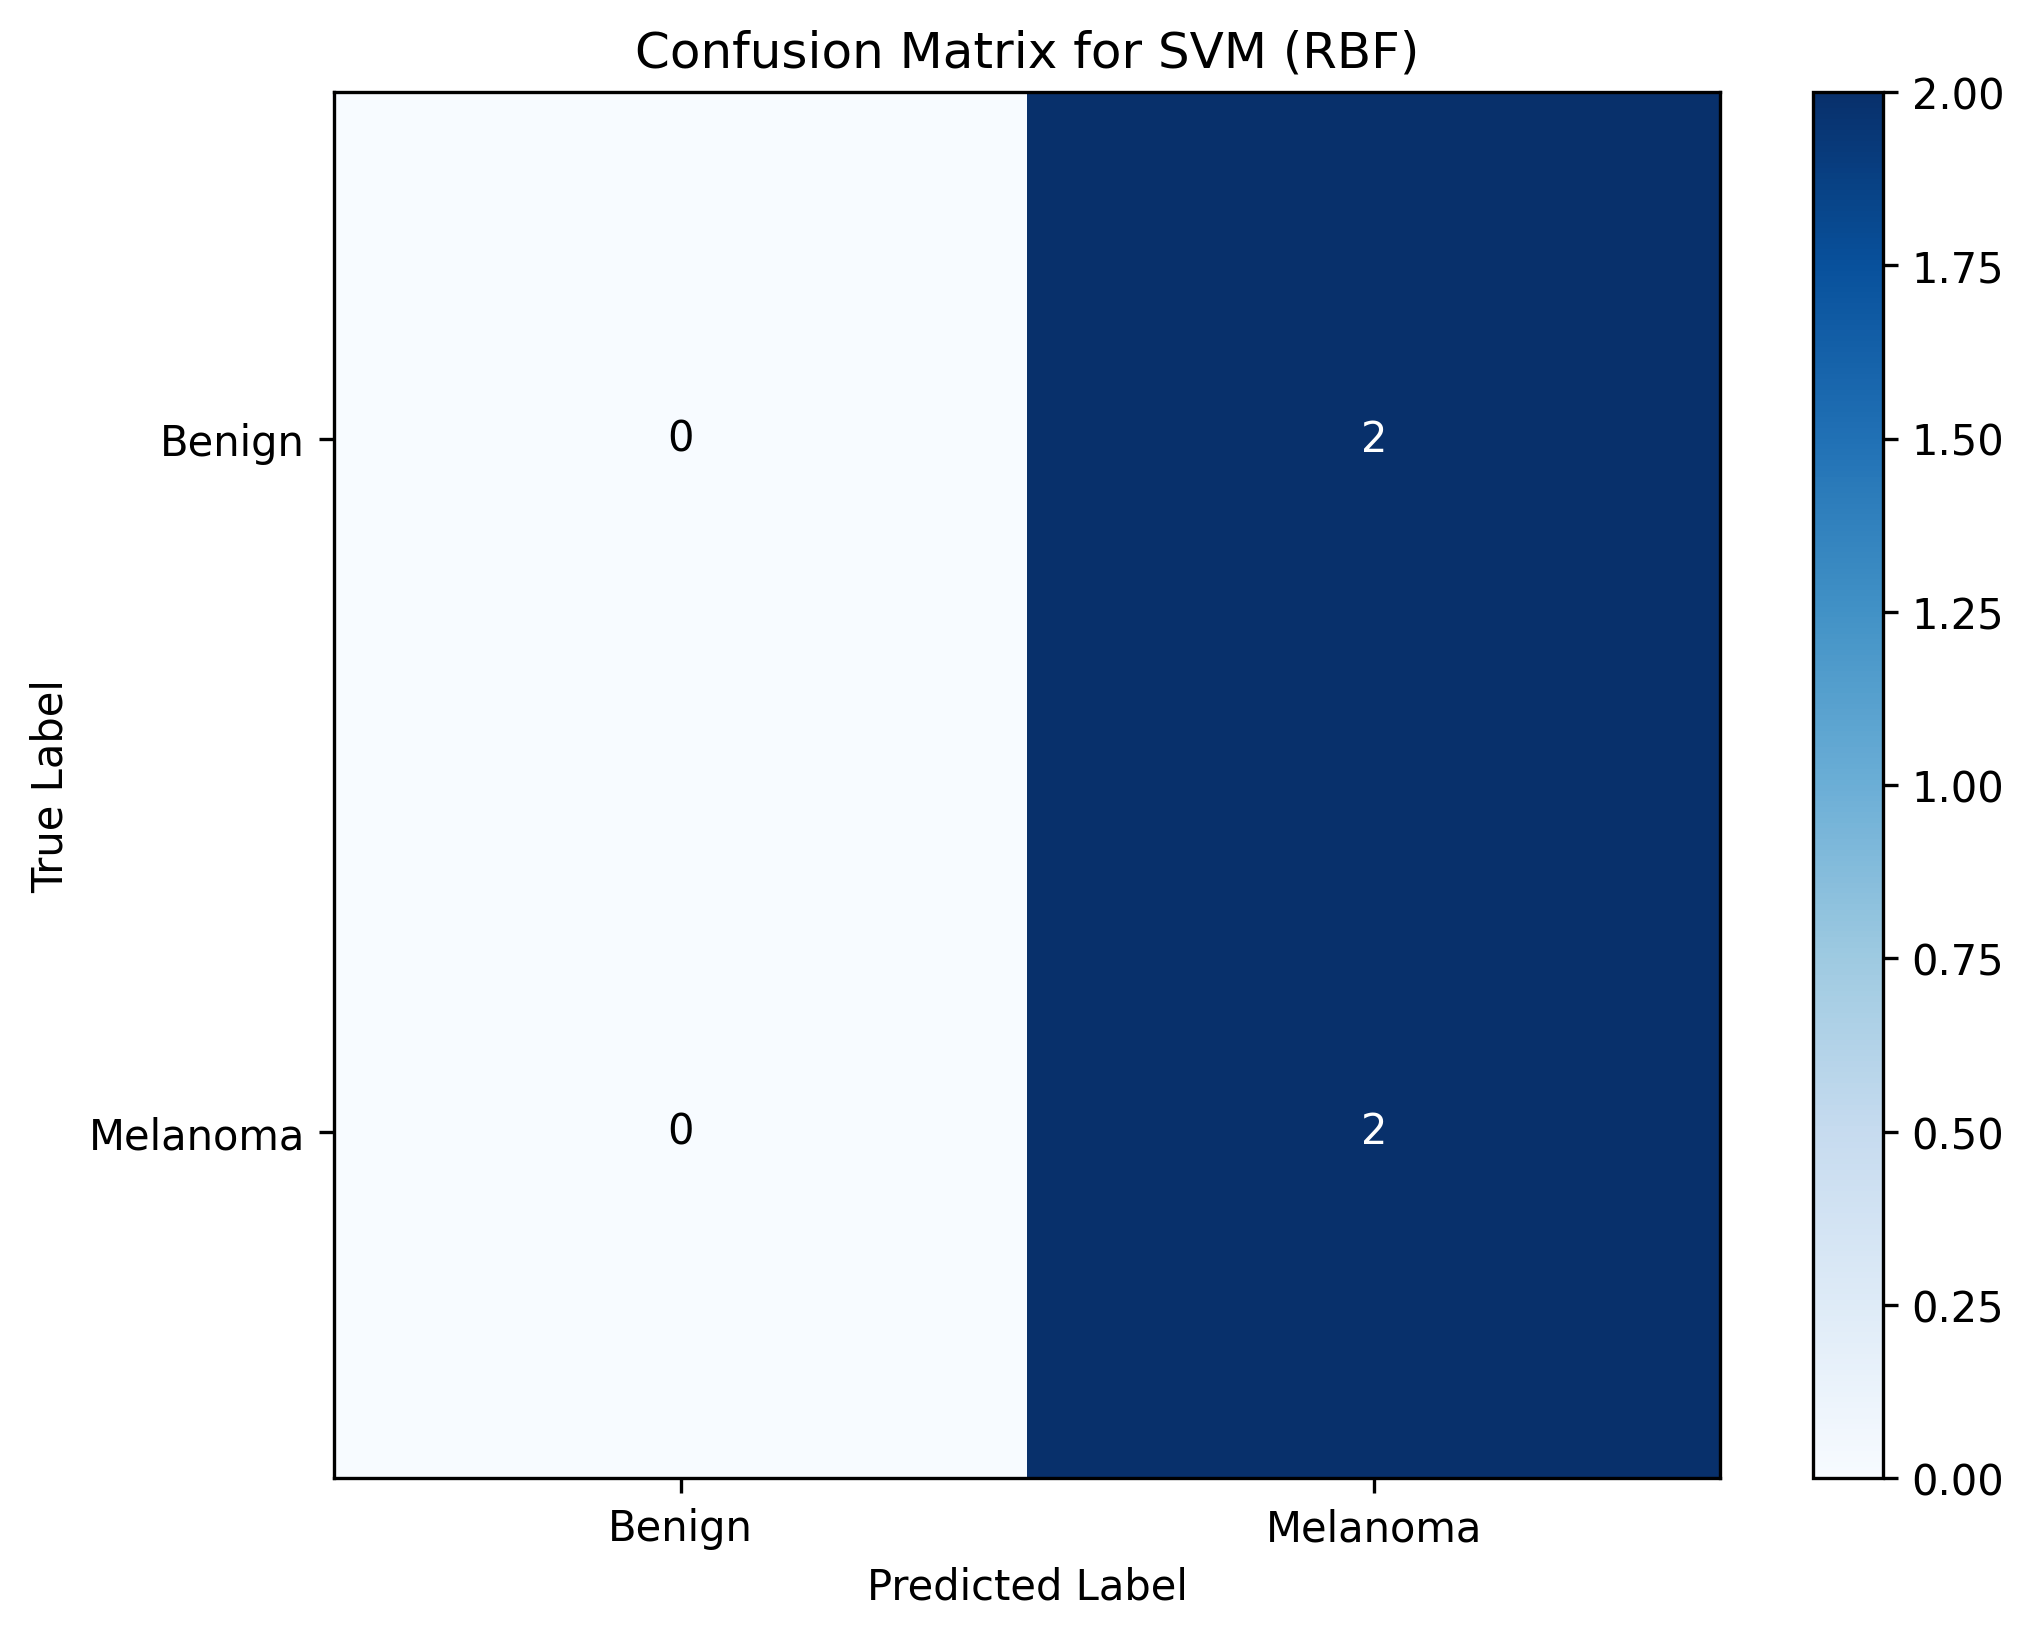 Confusion Matrix for SVM (RBF)
2.00
1.75
1.50
1.25
1.00
0.75
0.50
0.25
0.00
True Label
Benign
0
2
Melanoma
0
2
Benign
Melanoma
Predicted Label